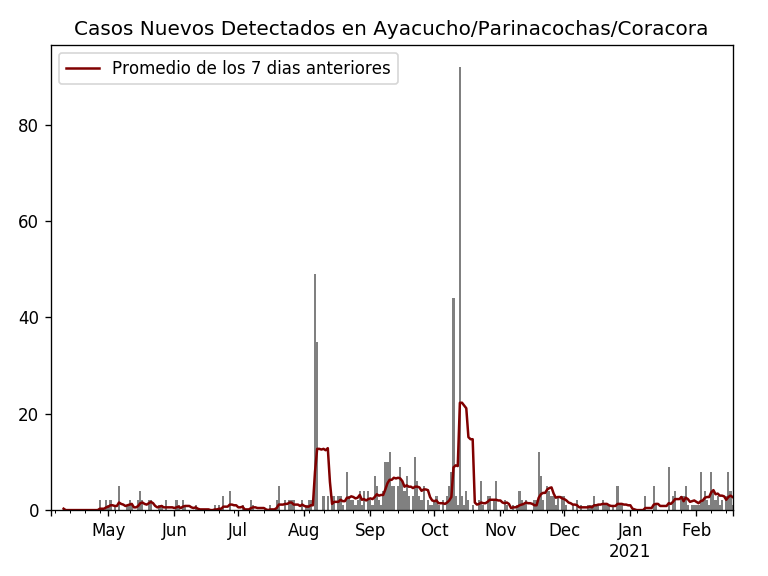 Casos Nuevos Detectados en Ayacucho/Parinacochas/Coracora
Promedio de los 7 dias anteriores
80
60
40
20
0
May Jun Jul Aug Sep Oct Nov Dec Jan Feb
2021